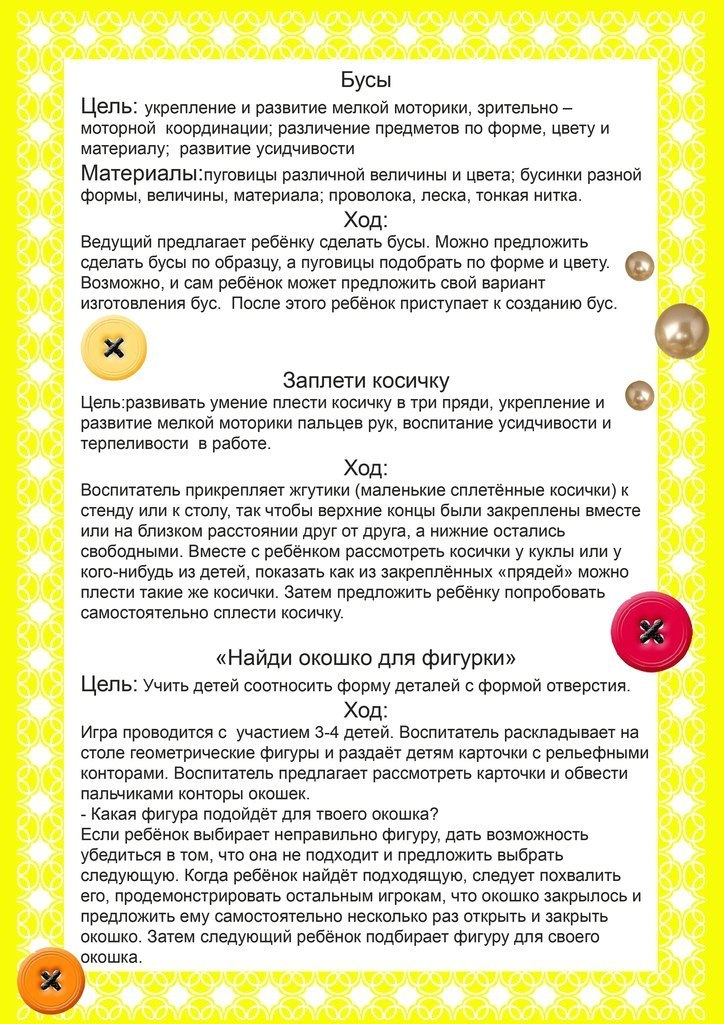 Бусы
Цель: укрепление и развитие мелкой моторики, зрительно –
моторной  координации; различение предметов по форме, цвету и
материалу;  развитие усидчивости
Материалы:пуговицы различной величины и цвета; бусинки разной
формы, величины, материала; проволока, леска, тонкая нитка.
Ход:
Ведущий предлагает ребёнку сделать бусы. Можно предложить
сделать бусы по образцу, а пуговицы подобрать по форме и цвету.
Возможно, и сам ребёнок может предложить свой вариант
изготовления бус.  После этого ребёнок приступает к созданию бус.
Заплети косичку
Цель:развивать умение плести косичку в три пряди, укрепление и
развитие мелкой моторики пальцев рук, воспитание усидчивости и
терпеливости  в работе.
Ход:
Воспитатель прикрепляет жгутики (маленькие сплетённые косички) к
стенду или к столу, так чтобы верхние концы были закреплены вместе
или на близком расстоянии друг от друга, а нижние остались
свободными. Вместе с ребёнком рассмотреть косички у куклы или у
кого-нибудь из детей, показать как из закреплённых «прядей» можно
плести такие же косички. Затем предложить ребёнку попробовать
самостоятельно сплести косичку.
«Найди окошко для фигурки»
Цель: Учить детей соотносить форму деталей с формой отверстия.
Ход:
Игра проводится с  участием 3-4 детей. Воспитатель раскладывает на
столе геометрические фигуры и раздаёт детям карточки с рельефными
конторами. Воспитатель предлагает рассмотреть карточки и обвести
пальчиками конторы окошек.
- Какая фигура подойдёт для твоего окошка?
Если ребёнок выбирает неправильно фигуру, дать возможность
убедиться в том, что она не подходит и предложить выбрать
следующую. Когда ребёнок найдёт подходящую, следует похвалить
его, продемонстрировать остальным игрокам, что окошко закрылось и
предложить ему самостоятельно несколько раз открыть и закрыть
окошко. Затем следующий ребёнок подбирает фигуру для своего
окошка.